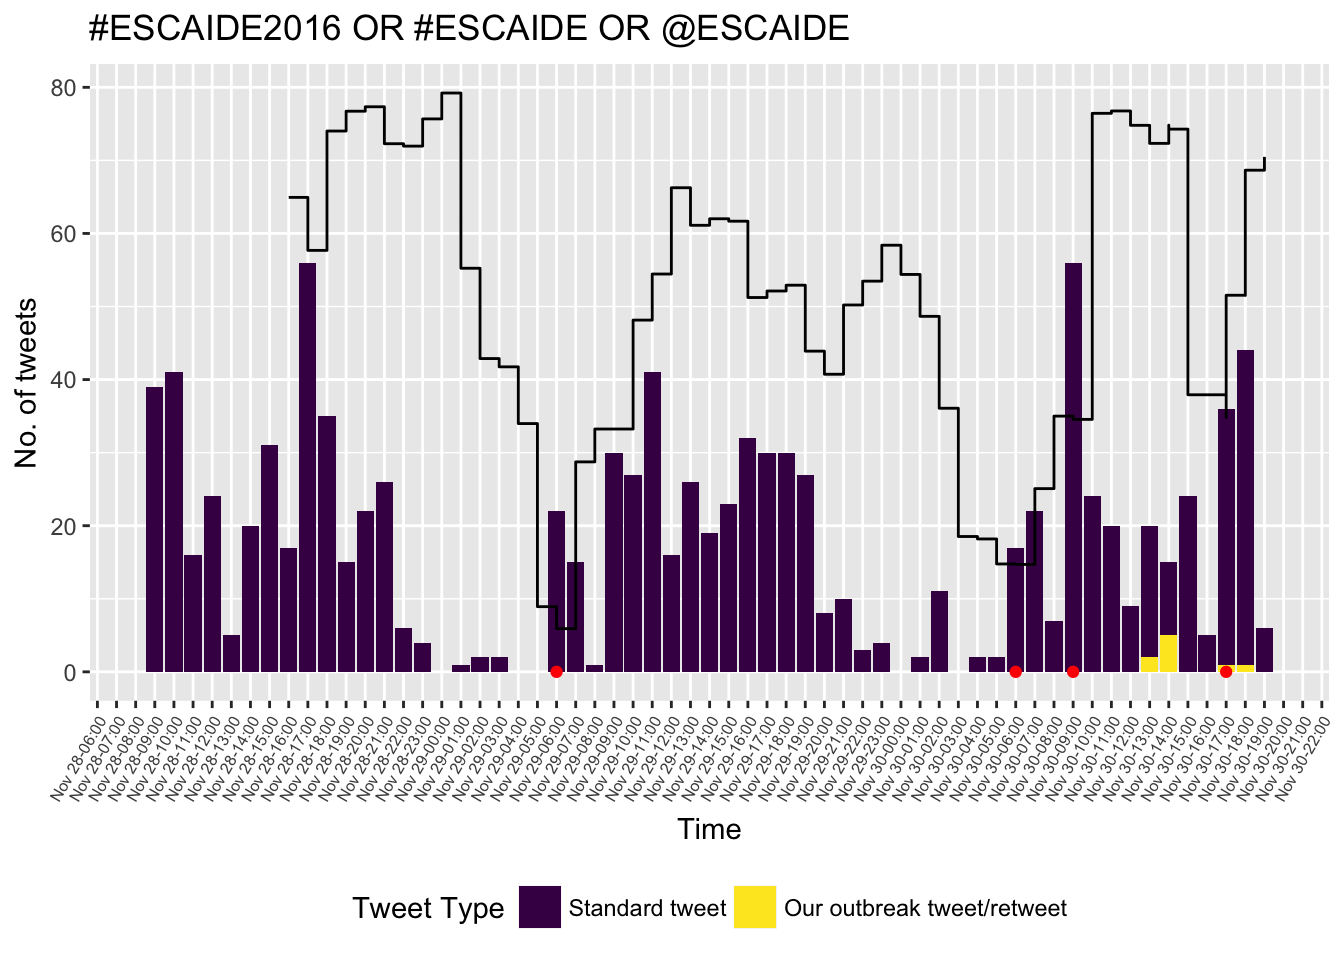 #ESCAIDE2016 OR #ESCAIDE OR @ESCAIDE
No. of tweets
80
60
40
20
0
Nov 28-06:00
Nov 28-07:00
Nov 28-08:00
Nov 28-09:00
Nov 28-10:00
Nov 28-11:00
Nov 28-12:00
Nov 28-13:00
Nov 28-14:00
Nov 28-15:00
Nov 28-16:00
Nov 28-17:00
Nov 28-18:00
Nov 28-19:00
Nov 28-20:00
Nov 28-21:00
Nov 28-22:00
Nov 28-23:00
Nov 29-00:00
Nov 29-01:00
Nov 29-02:00
Nov 29-03:00
Nov 29-04:00
Nov 29-05:00
Nov 29-06:00
Nov 29-07:00
Nov 29-08:00
Nov 29-09:00
Nov 29-10:00
Nov 29-11:00
Nov 29-12:00
Nov 29-13:00
Nov 29-14:00
Nov 29-15:00
Nov 29-16:00
Nov 29-17:00
Nov 29-18:00
Nov 29-19:00
Nov 29-20:00
Nov 29-21:00
Nov 29-22:00
Nov 29-23:00
Nov 30-00:00
Nov 30-01:00
Nov 30-02:00
Nov 30-03:00
Nov 30-04:00
Nov 30-05:00
Nov 30-06:00
Nov 30-07:00
Nov 30-08:00
Nov 30-09:00
Nov 30-10:00
Nov 30-11:00
Nov 30-12:00
Nov 30-13:00
Nov 30-14:00
Nov 30-15:00
Nov 30-16:00
Nov 30-17:00
Nov 30-18:00
Nov 30-19:00
Nov 30-20:00
Nov 30-21:00
Nov 30-22:00
Time
Tweet Type
Standard tweet
Our outbreak tweet/retweet